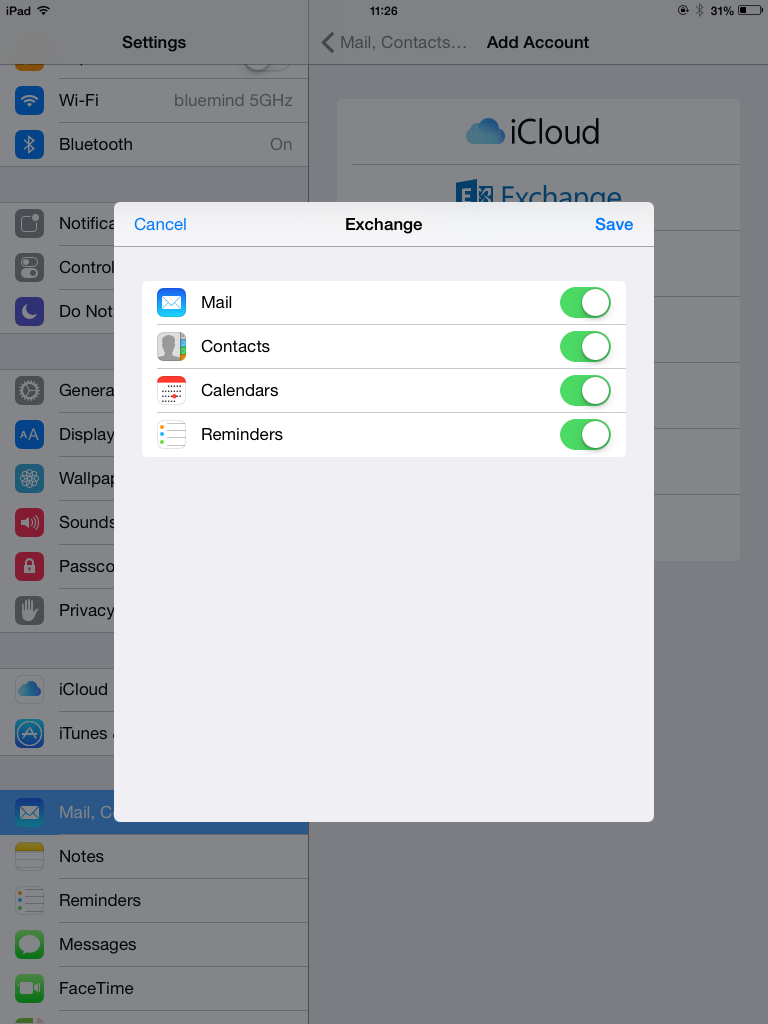 iPad 11:26 31%
Settings
Mail, Contacts... Add Account
Wi-Fi bluemind 5GHz
Bluetooth On
Notifica
Control
Do Not
Genera
Display
Wallpap
Sounds
Passco
Privacy
iCloud
iTunes
Mail, C
Notes
Reminders
Messages
FaceTime
iCloud
Exchange
Cancel Exchange Save
Mail
Contacts
Calendars
Reminders